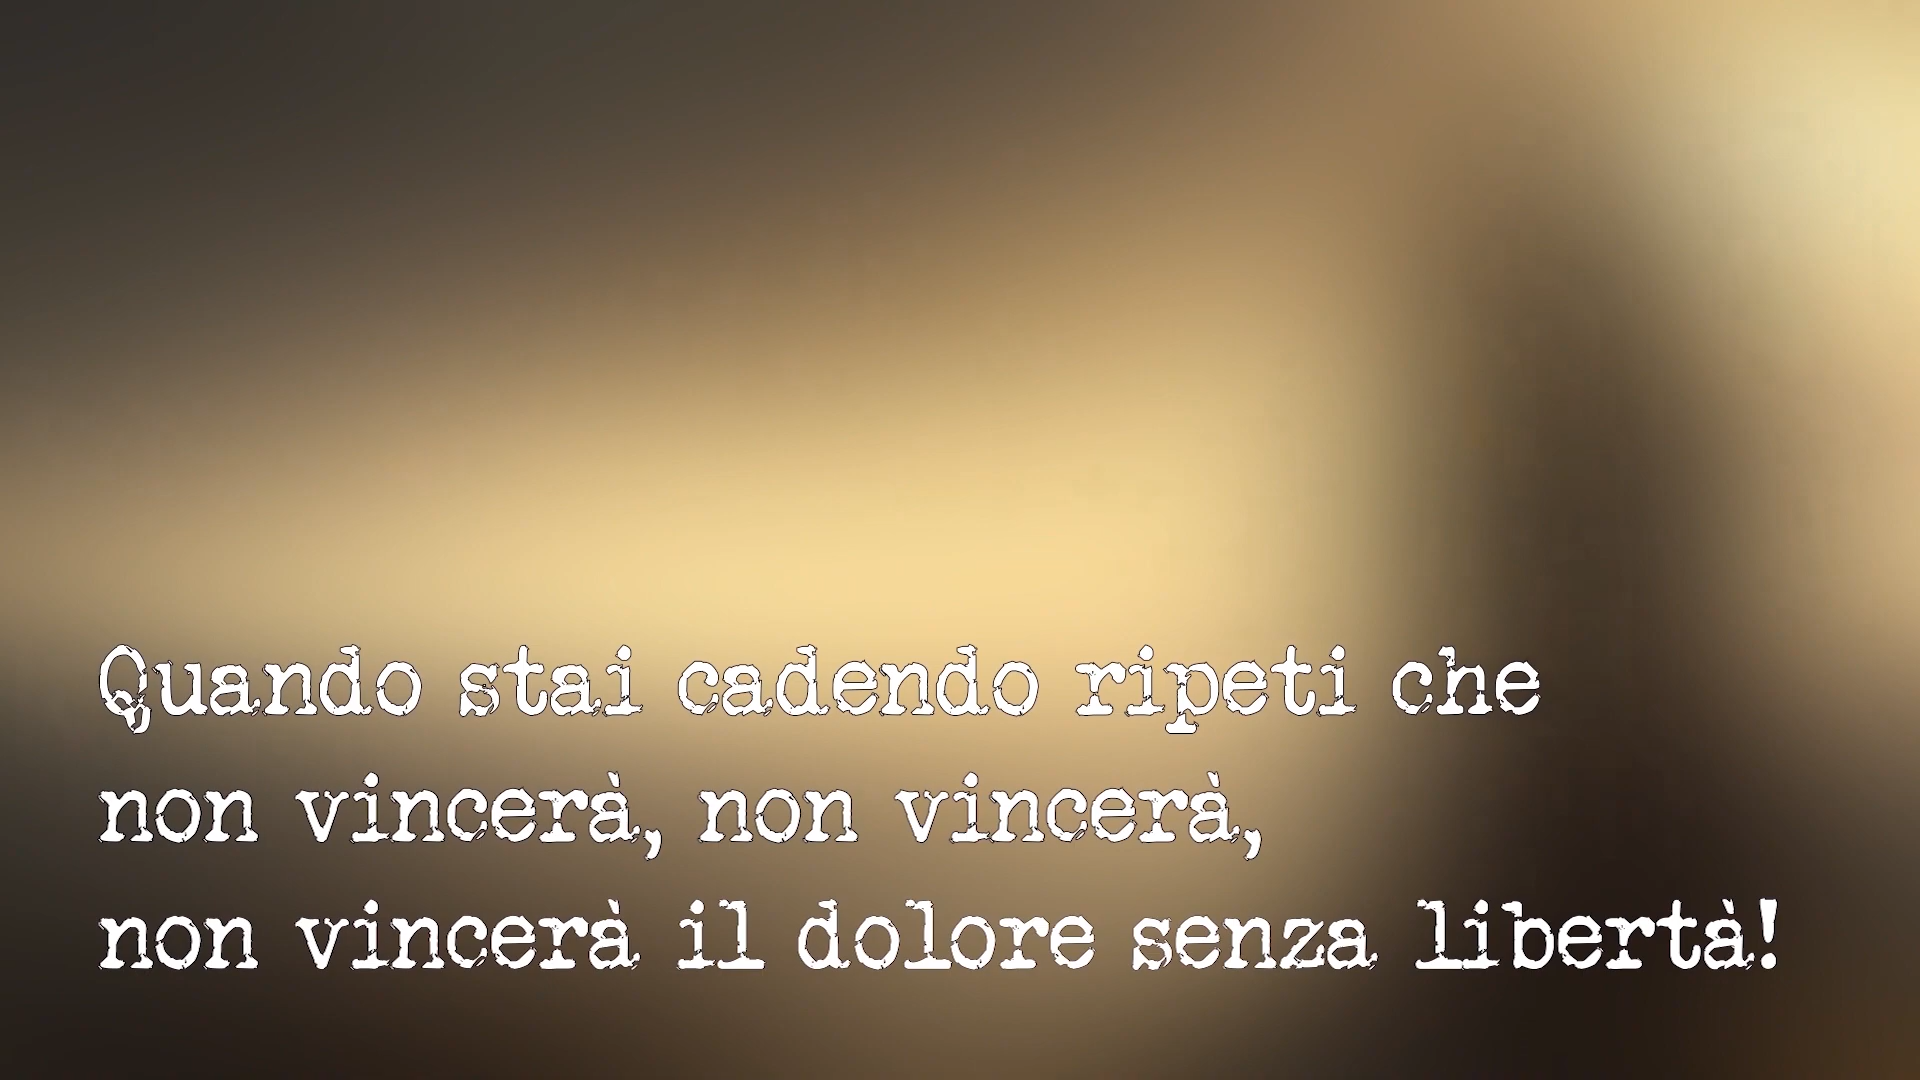 Quando stai cadendo ripeti che
non vincerà, non vincerà,
non vincerà il dolore senza libertà!